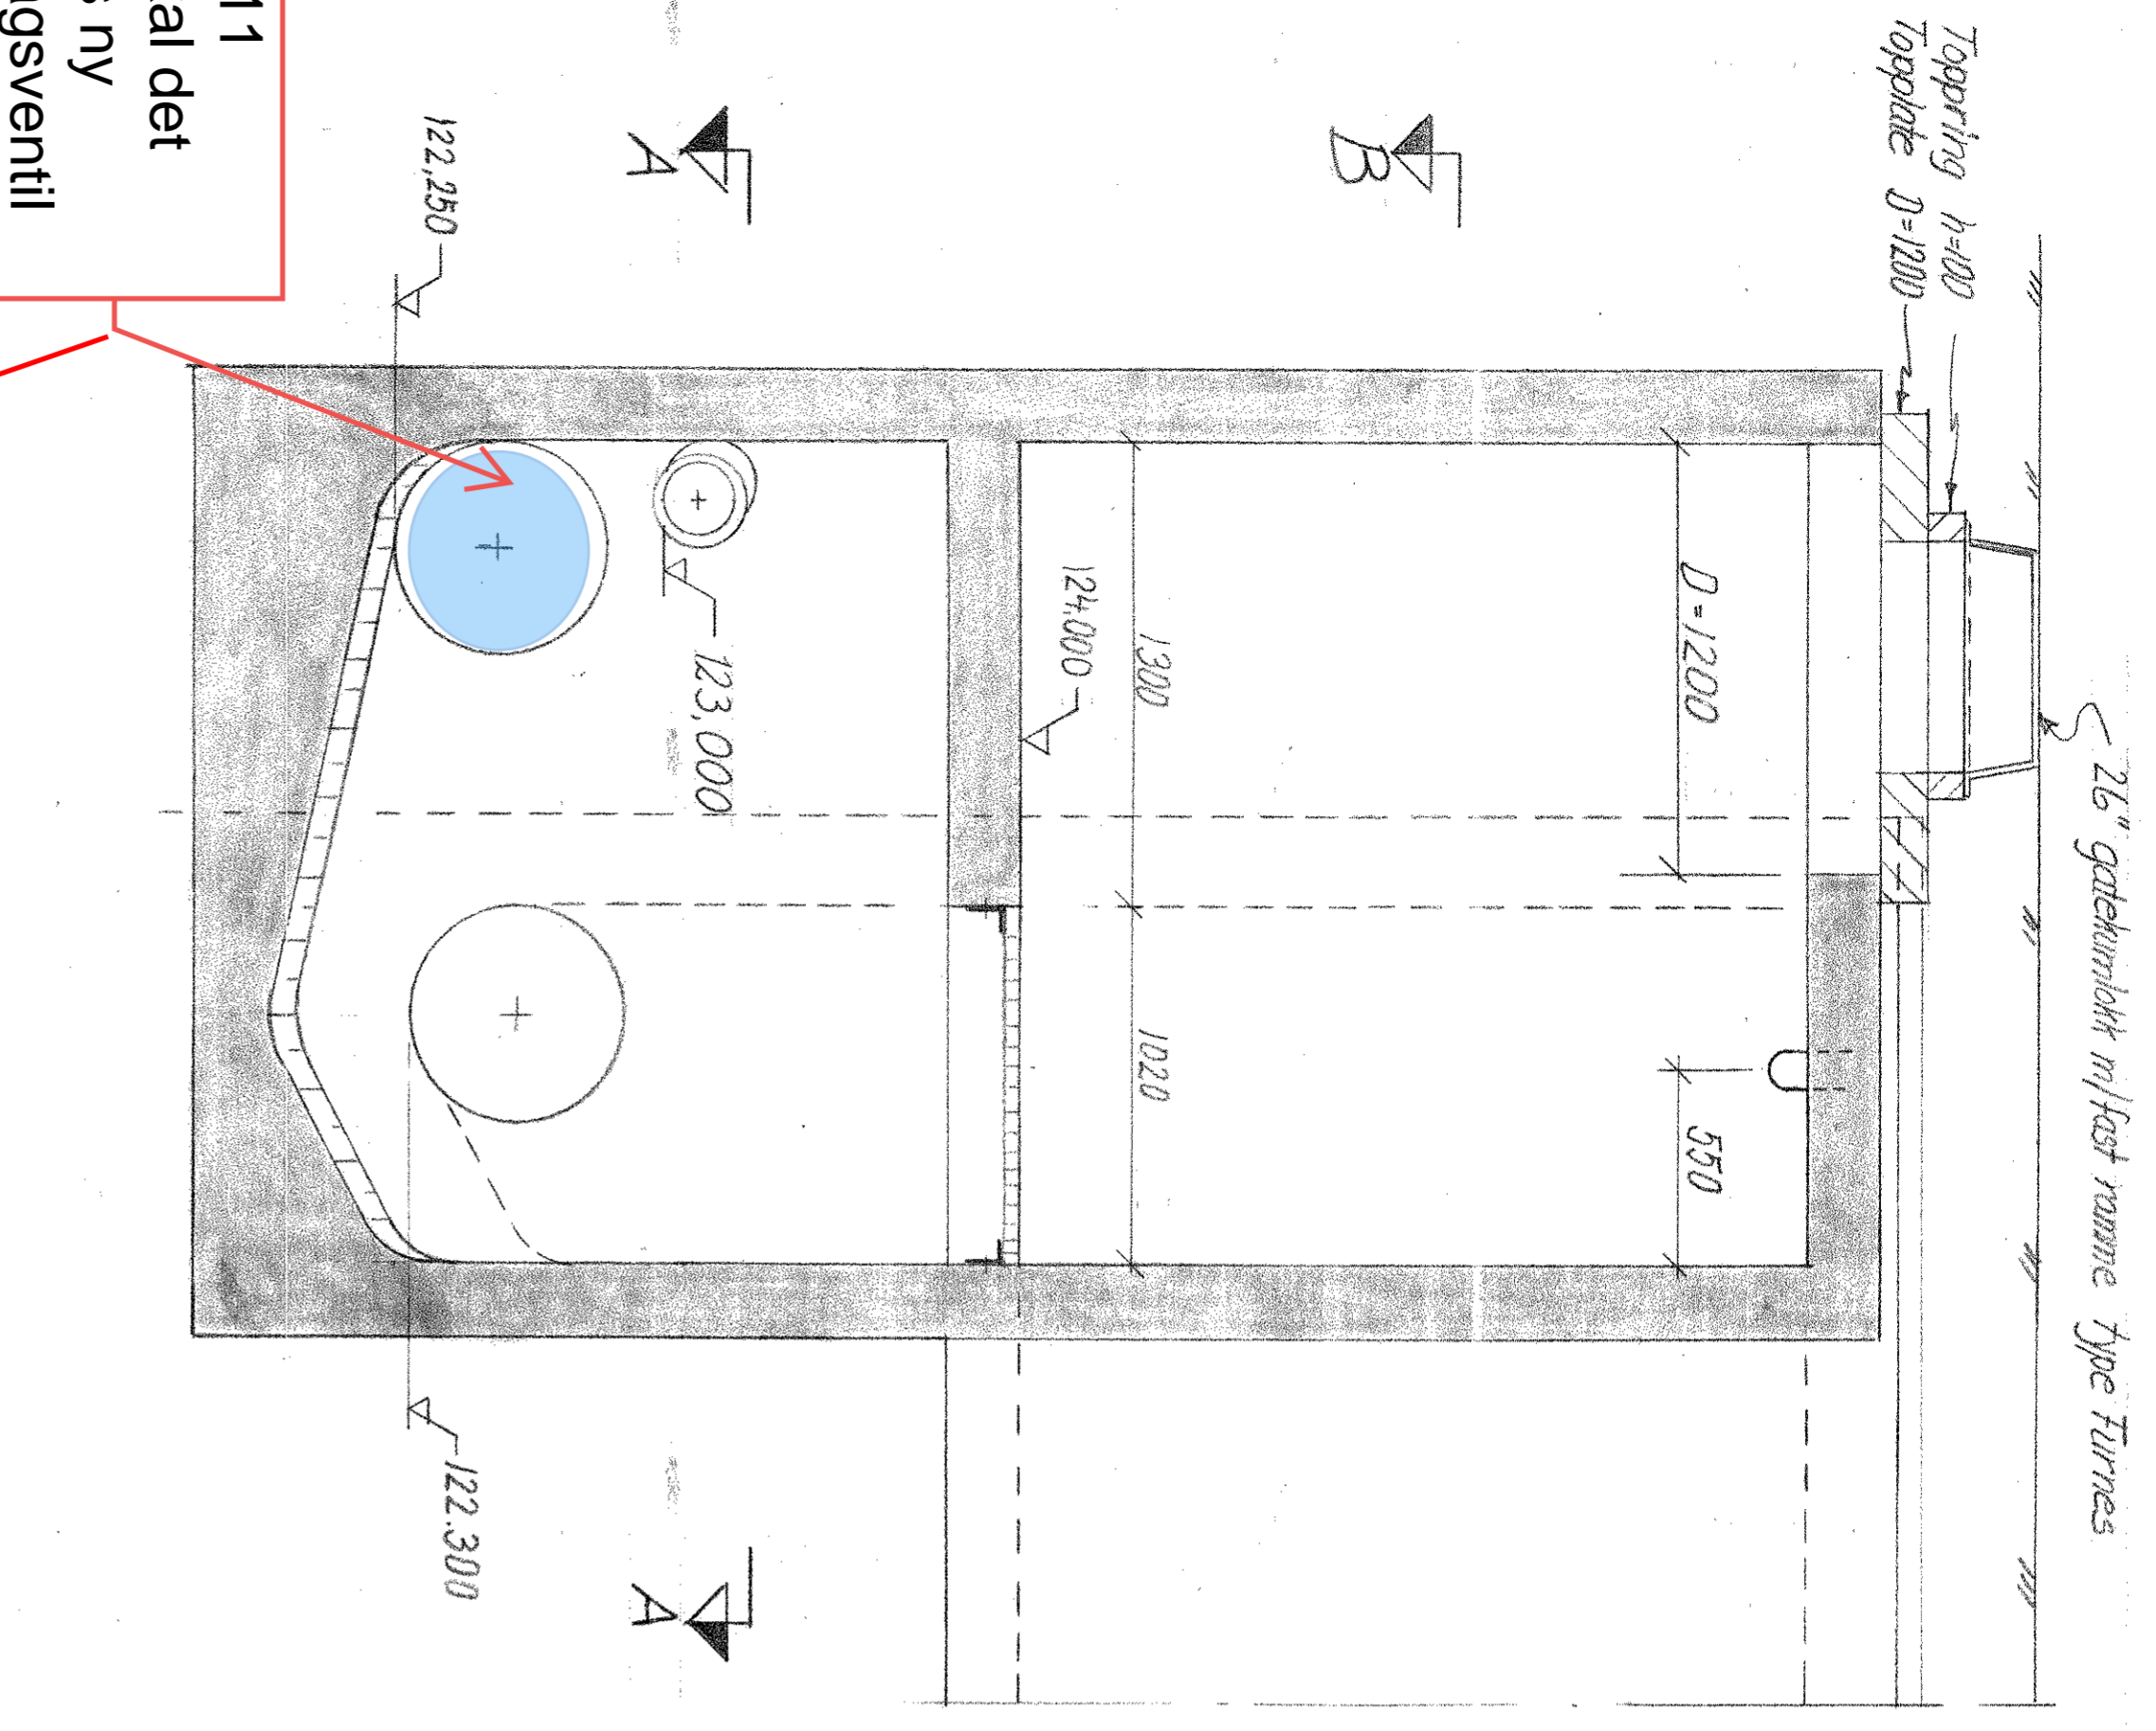 26" gatekumlokk m/fast ramme type Furnes
Toppring h=100
Topplate D=1200
D=1200
550
B
1300
1020
124,000
123,000
A
A
122,250
122.300
11
al det
s ny
gsventil